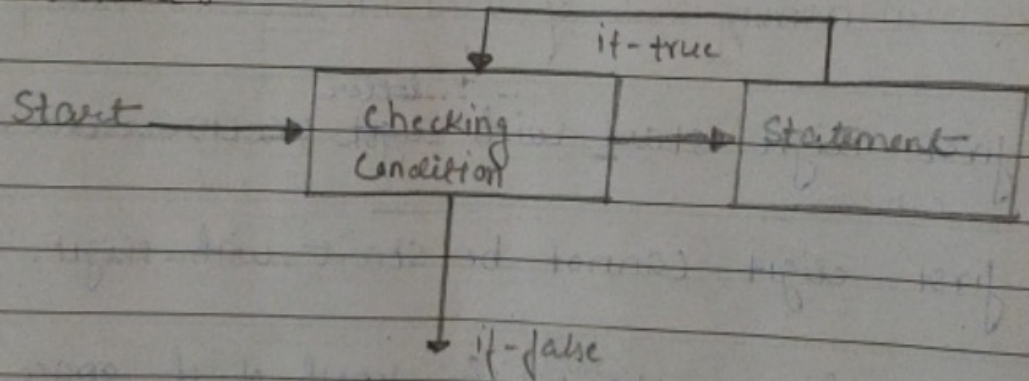 if-true
Start
Checking
Condition
Statement
if-false